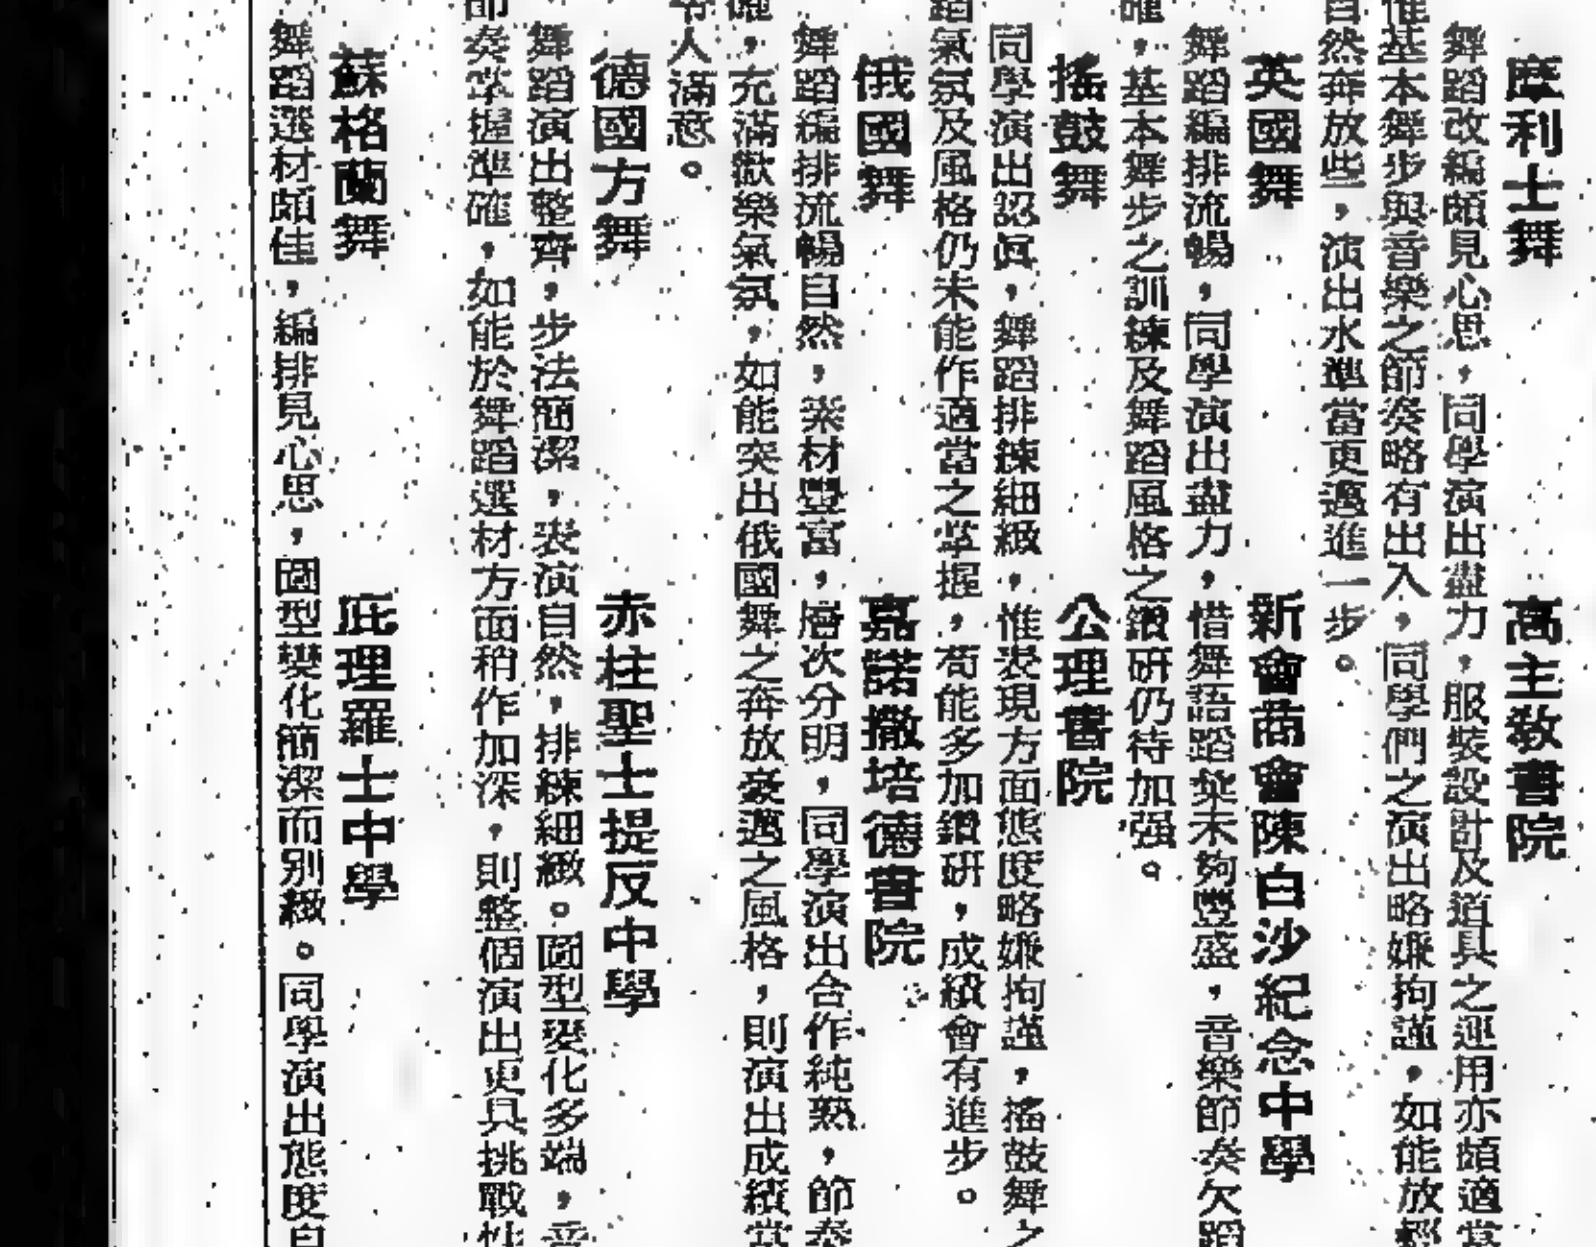 摩利士舞 高主教書院
舞蹈改編頗見心思，同學演出盡力，服裝設計及道具之運用亦頗適當
惟基本舞步與音樂之節奏略有出入，同學們之演出略嫌拘謹，如能放輕
自然奔放些，演出水準當更邁進一步。
英國舞 新會商會陳白沙紀念中學
舞蹈編排流暢，同學演出盡力，惜舞語蹈彙未夠豐盛，音樂節奏欠蹈
確，基本舞步之訓練及舞蹈風格之鑽研仍待加强。
搖鼓舞 公理書院
同學演出認眞，舞蹈排鍊細緻，惟表現方面態度略嫌拘謹，搖鼓舞之
蹈氣氛及風格仍未能作適當之掌握，苟能多加鑽研，成績會有進步。
俄國舞 嘉諾撒培德書院
舞蹈編排流暢自然，素材豐富，層次分明，同學演出合作純熟，節奏
確，充滿歡樂氣氛，如能突出俄國舞之奔放豪邁之風格，則演出成績當
令人滿意。
德國方舞 赤柱聖士提反中學
舞蹈演出整齊，步法簡潔，表演自然，排練細緻。圖型變化多端，音
節奏掌握準確，如能於舞蹈選材方面稍作加深，則整個演出更具挑戰性
蘇格蘭舞 庇理羅士中學
舞蹈選材頗佳，編排見心思，圖型變化簡潔而別緻。同學演出態度自